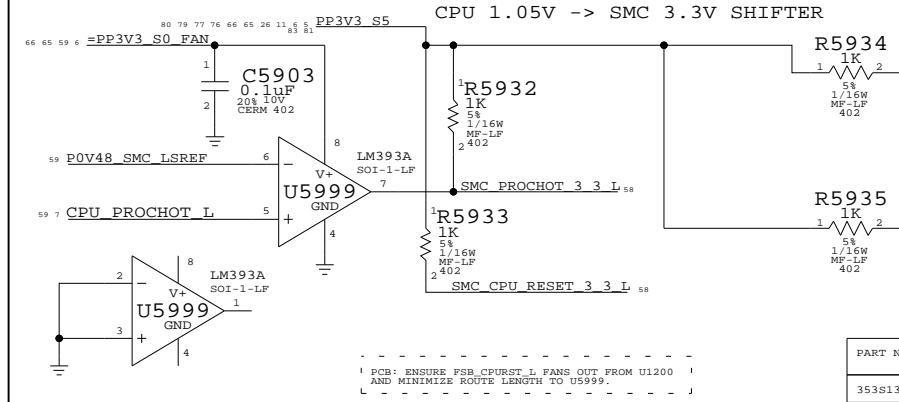 CPU 1.05V -> SMC 3.3V SHIFTER
80 79 77 76 66 65 26 11 6 5 PP3V3_S5
83 81
66 65 59 6 =PP3V3_S0_FAN
1
C5903
0.1uF
20% 10V
CERM 402
2
1
R5932
1K
5%
1/16W
MF-LF
402
2
R5934
1K
1 2
5%
1/16W
MF-LF
402
59 P0V48_SMC_LSREF
6
8
V+
LM393A
SOI-1-LF
U5999
GND
7
SMC_PROCHOT_3_3_L 58
59 7 CPU_PROCHOT_L
5
4
1
R5933
1K
5%
1/16W
MF-LF
402
2
SMC_CPU_RESET_3_3_L 58
R5935
1K
1 2
5%
1/16W
MF-LF
402
2
8
V+
LM393A
SOI-1-LF
U5999
GND
1
3
4
PCB: ENSURE FSB_CPURST_L FANS OUT FROM U1200
AND MINIMIZE ROUTE LENGTH TO U5999.
PART N
353S13